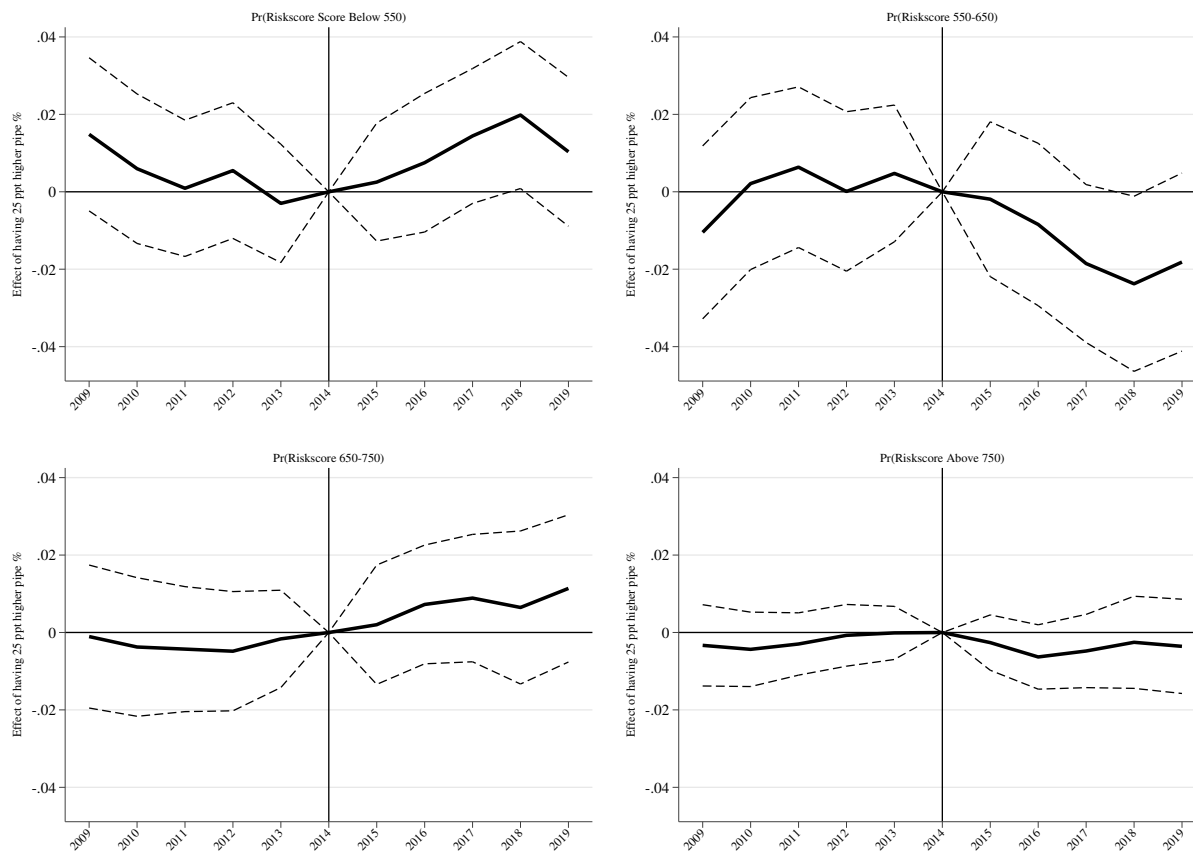 Pr(Riskscore Score Below 550)
Effect of having 25 ppt higher pipe %
.04
.02
0
-.02
-.04
2009 2010 2011 2012 2013 2014 2015 2016 2017 2018 2019
Pr(Riskscore 550-650)
Effect of having 25 ppt higher pipe %
.04
.02
0
-.02
-.04
2009 2010 2011 2012 2013 2014 2015 2016 2017 2018 2019
Pr(Riskscore 650-750)
Effect of having 25 ppt higher pipe %
.04
.02
0
-.02
-.04
2009 2010 2011 2012 2013 2014 2015 2016 2017 2018 2019
Pr(Riskscore Above 750)
Effect of having 25 ppt higher pipe %
.04
.02
0
-.02
-.04
2009 2010 2011 2012 2013 2014 2015 2016 2017 2018 2019